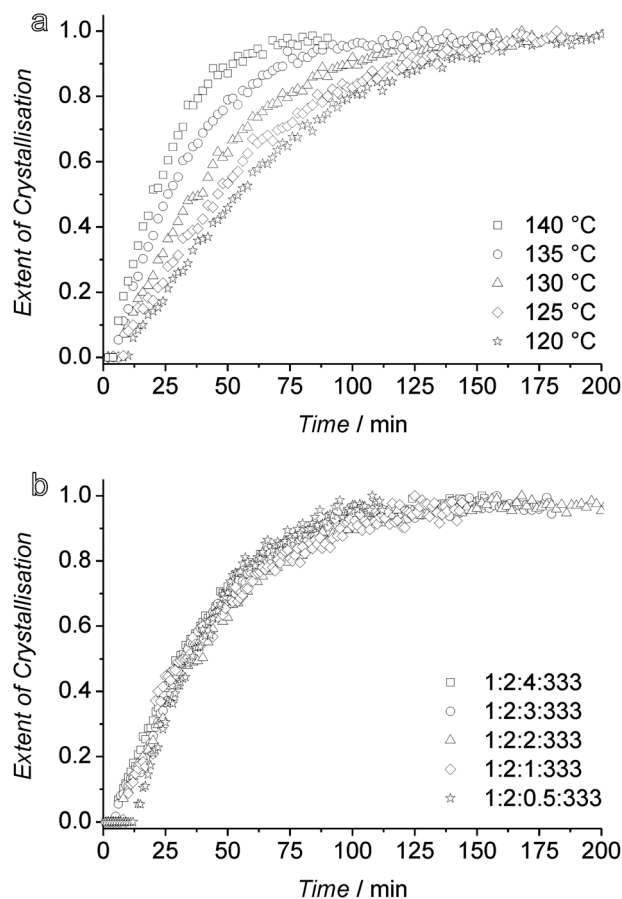 a
Extent of Crystallisation
1.0
0.8
0.6
0.4
0.2
0.0
140 °C
135 °C
130 °C
125 °C
120 °C
0 25 50 75 100 125 150 175 200
Time / min
b
Extent of Crystallisation
1.0
0.8
0.6
0.4
0.2
0.0
1:2:4:333
1:2:3:333
1:2:2:333
1:2:1:333
1:2:0.5:333
0 25 50 75 100 125 150 175 200
Time / min